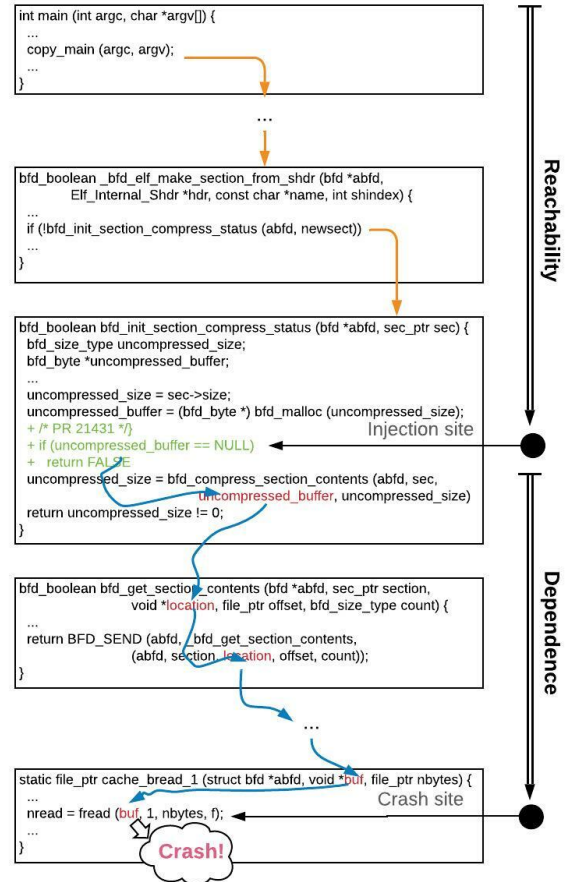 int main (int argc, char *argv[]) {
...
copy_main (argc, argv);
...
}
...
bfd_boolean _bfd_elf_make_section_from_shdr (bfd *abfd,
Elf_Internal_Shdr *hdr, const char *name, int shindex) {
...
if (!bfd_init_section_compress_status (abfd, newsect))
...
}
Reachability
bfd_boolean bfd_init_section_compress_status (bfd *abfd, sec_ptr sec) {
bfd_size_type uncompressed_size;
bfd_byte *uncompressed_buffer;
...
uncompressed_size = sec->size;
uncompressed_buffer = (bfd_byte *) bfd_malloc (uncompressed_size);
+ /* PR 21431 */}
+ if (uncompressed_buffer == NULL)
+ return FALSE
Injection site
uncompressed_size = bfd_compress_section_contents (abfd, sec,
uncompressed_buffer, uncompressed_size)
return uncompressed_size != 0;
}
Dependence
bfd_boolean bfd_get_section_contents (bfd *abfd, sec_ptr section,
void *location, file_ptr offset, bfd_size_type count) {
...
return BFD_SEND (abfd, _bfd_get_section_contents,
(abfd, section, location, offset, count));
}
...
static file_ptr cache_bread_1 (struct bfd *abfd, void *buf, file_ptr nbytes) {
...
nread = fread (buf, 1, nbytes, f);
...
}
Crash site
Crash!